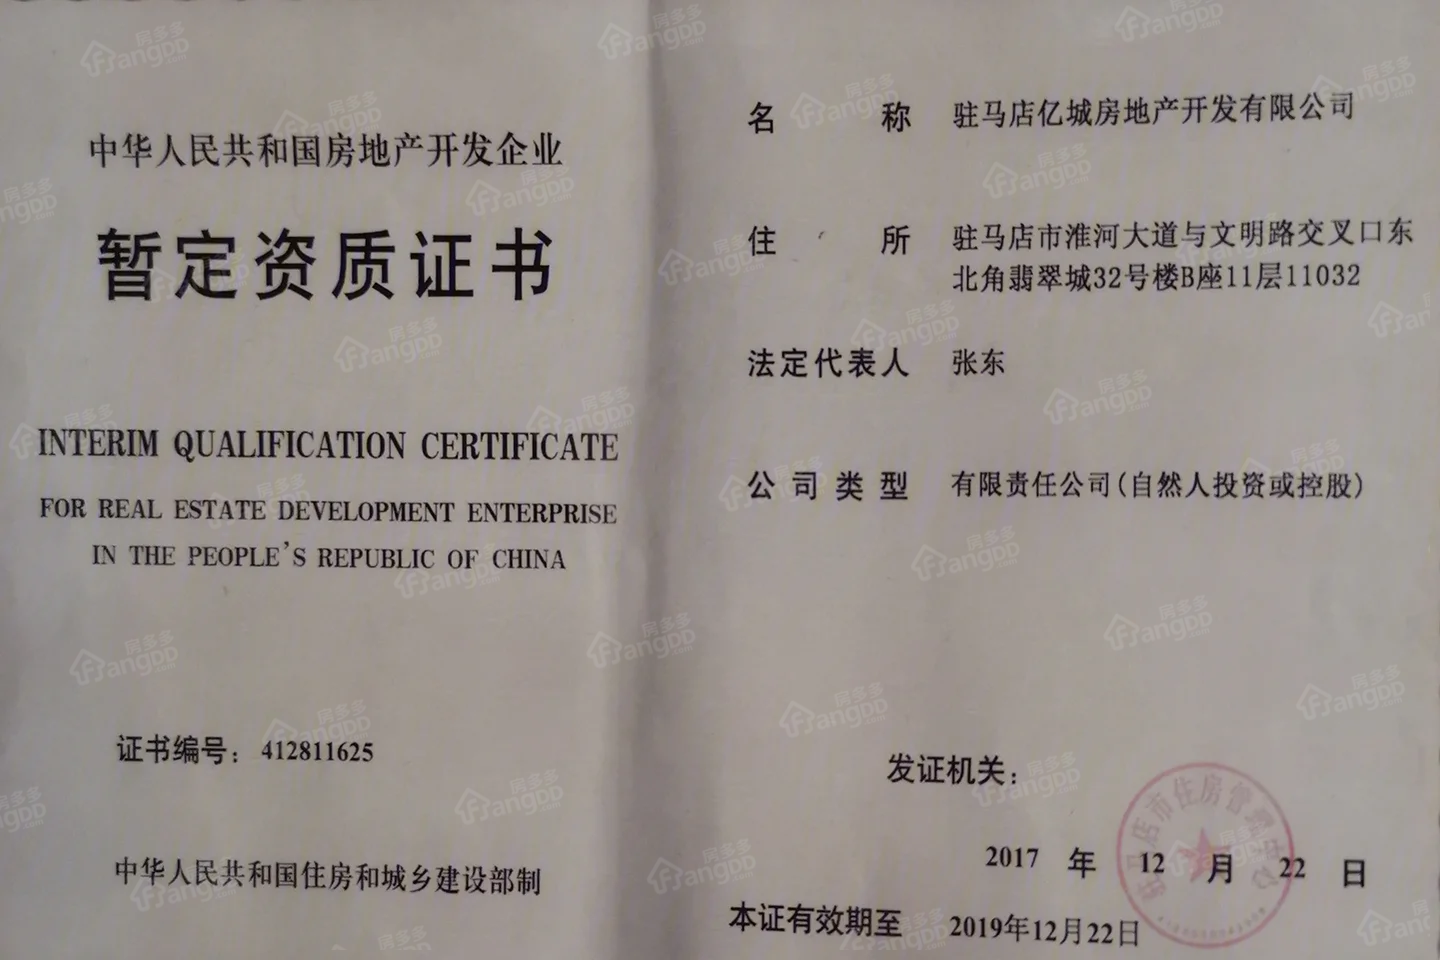 中华人民共和国房地产开发企业
暂定资质证书
INTERIM QUALIFICATION CERTIFICATE
FOR REAL ESTATE DEVELOPMENT ENTERPRISE
IN THE PEOPLE'S REPUBLIC OF CHINA
证书编号：412811625
中华人民共和国住房和城乡建设部制
名称 驻马店亿城房地产开发有限公司
住所 驻马店市淮河大道与文明路交叉口东
北角翡翠城32号楼B座11层11032
法定代表人 张东
公司类型 有限责任公司(自然人投资或控股)
发证机关：
2017 年 12 月 22 日
本证有效期至 2019年12月22日
房多多
Fangdd.com